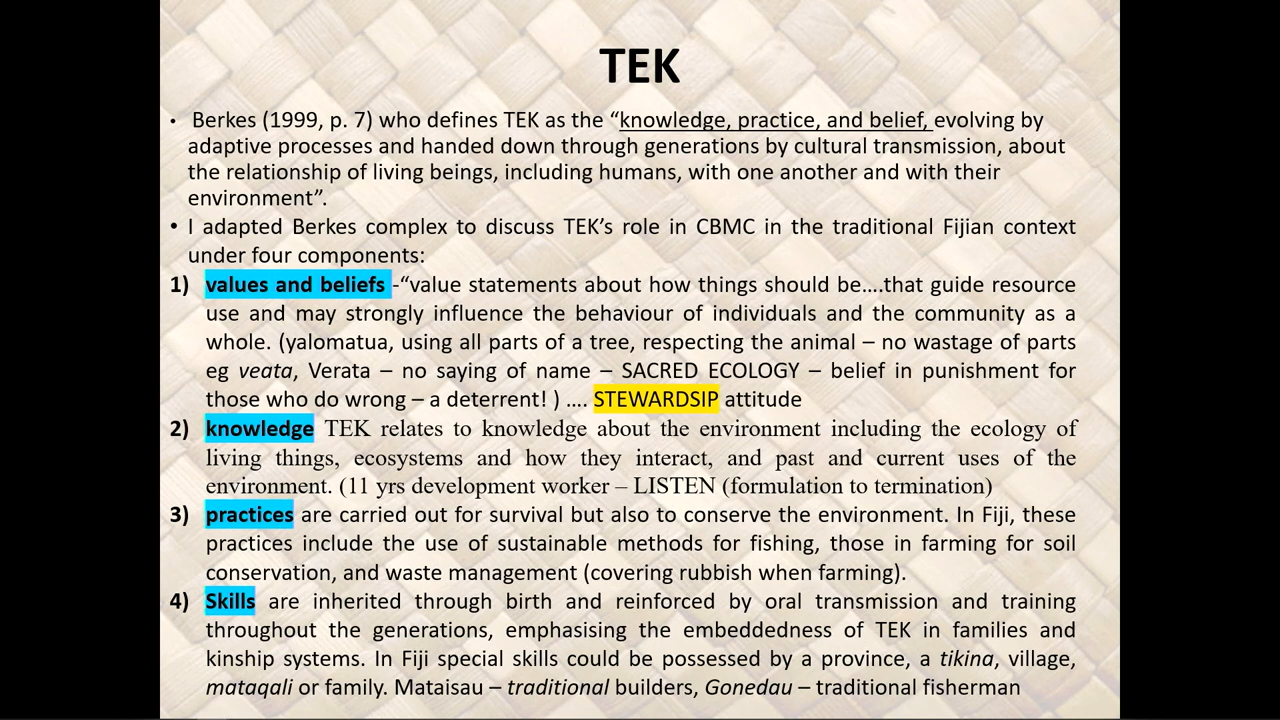 TEK
• Berkes (1999, p. 7) who defines TEK as the “knowledge, practice, and belief, evolving by
adaptive processes and handed down through generations by cultural transmission, about
the relationship of living beings, including humans, with one another and with their
environment”.
• I adapted Berkes complex to discuss TEK’s role in CBMC in the traditional Fijian context
under four components:
1) values and beliefs -“value statements about how things should be....that guide resource
use and may strongly influence the behaviour of individuals and the community as a
whole. (yalomatua, using all parts of a tree, respecting the animal – no wastage of parts
eg veata, Verata – no saying of name – SACRED ECOLOGY – belief in punishment for
those who do wrong – a deterrent! ) .... STEWARDSIP attitude
2) knowledge TEK relates to knowledge about the environment including the ecology of
living things, ecosystems and how they interact, and past and current uses of the
environment. (11 yrs development worker – LISTEN (formulation to termination)
3) practices are carried out for survival but also to conserve the environment. In Fiji, these
practices include the use of sustainable methods for fishing, those in farming for soil
conservation, and waste management (covering rubbish when farming).
4) Skills are inherited through birth and reinforced by oral transmission and training
throughout the generations, emphasising the embeddedness of TEK in families and
kinship systems. In Fiji special skills could be possessed by a province, a tikina, village,
mataqali or family. Mataisau – traditional builders, Gonedau – traditional fisherman